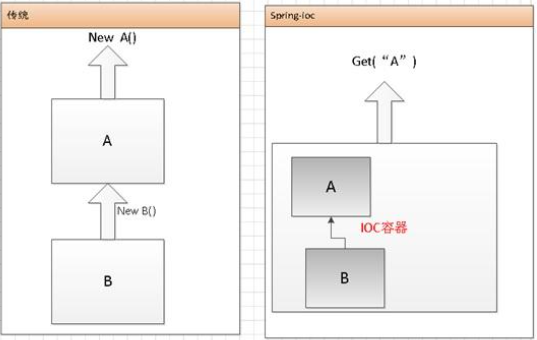 传统
New A()
A
New B()
B
Spring-ioc
Get(“A”)
A
IOC容器
B